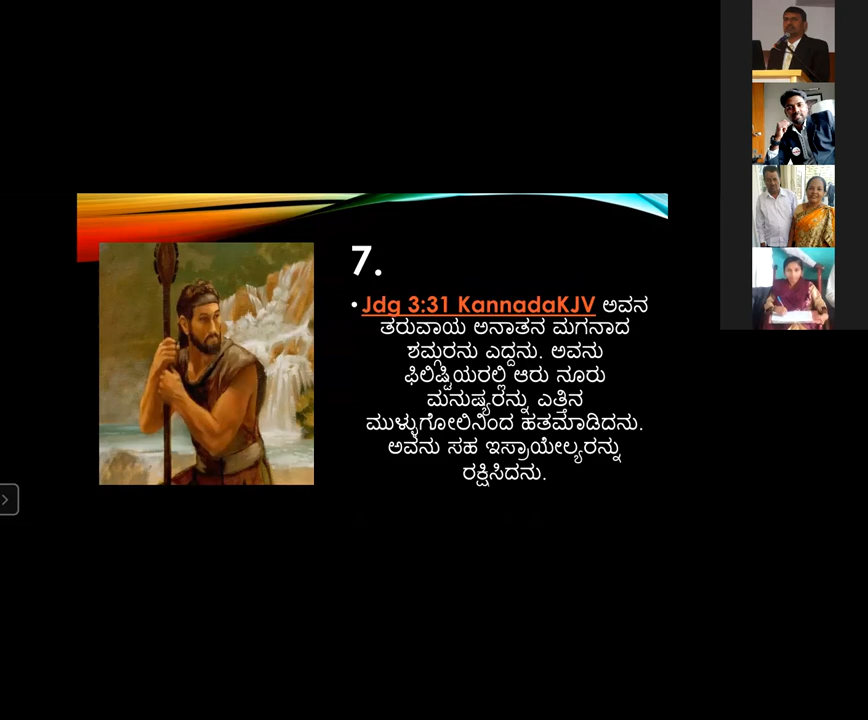 7.
• Jdg 3:31 KannadaKJV ಅವನ
ತರುವಾಯ ಅನಾತನ ಮಗನಾದ
ಶಮ್ಗರನು ಎದ್ದನು. ಅವನು
ಫಿಲಿಷ್ಟಿಯರಲ್ಲಿ ಆರು ನೂರು
ಮನುಷ್ಯರನ್ನು ಎತ್ತಿನ
ಮುಳ್ಳುಗೋಲಿನಿಂದ ಹತಮಾಡಿದನು.
ಅವನು ಸಹ ಇಸ್ರಾಯೇಲ್ಯರನ್ನು
ರಕ್ಷಿಸಿದನು.